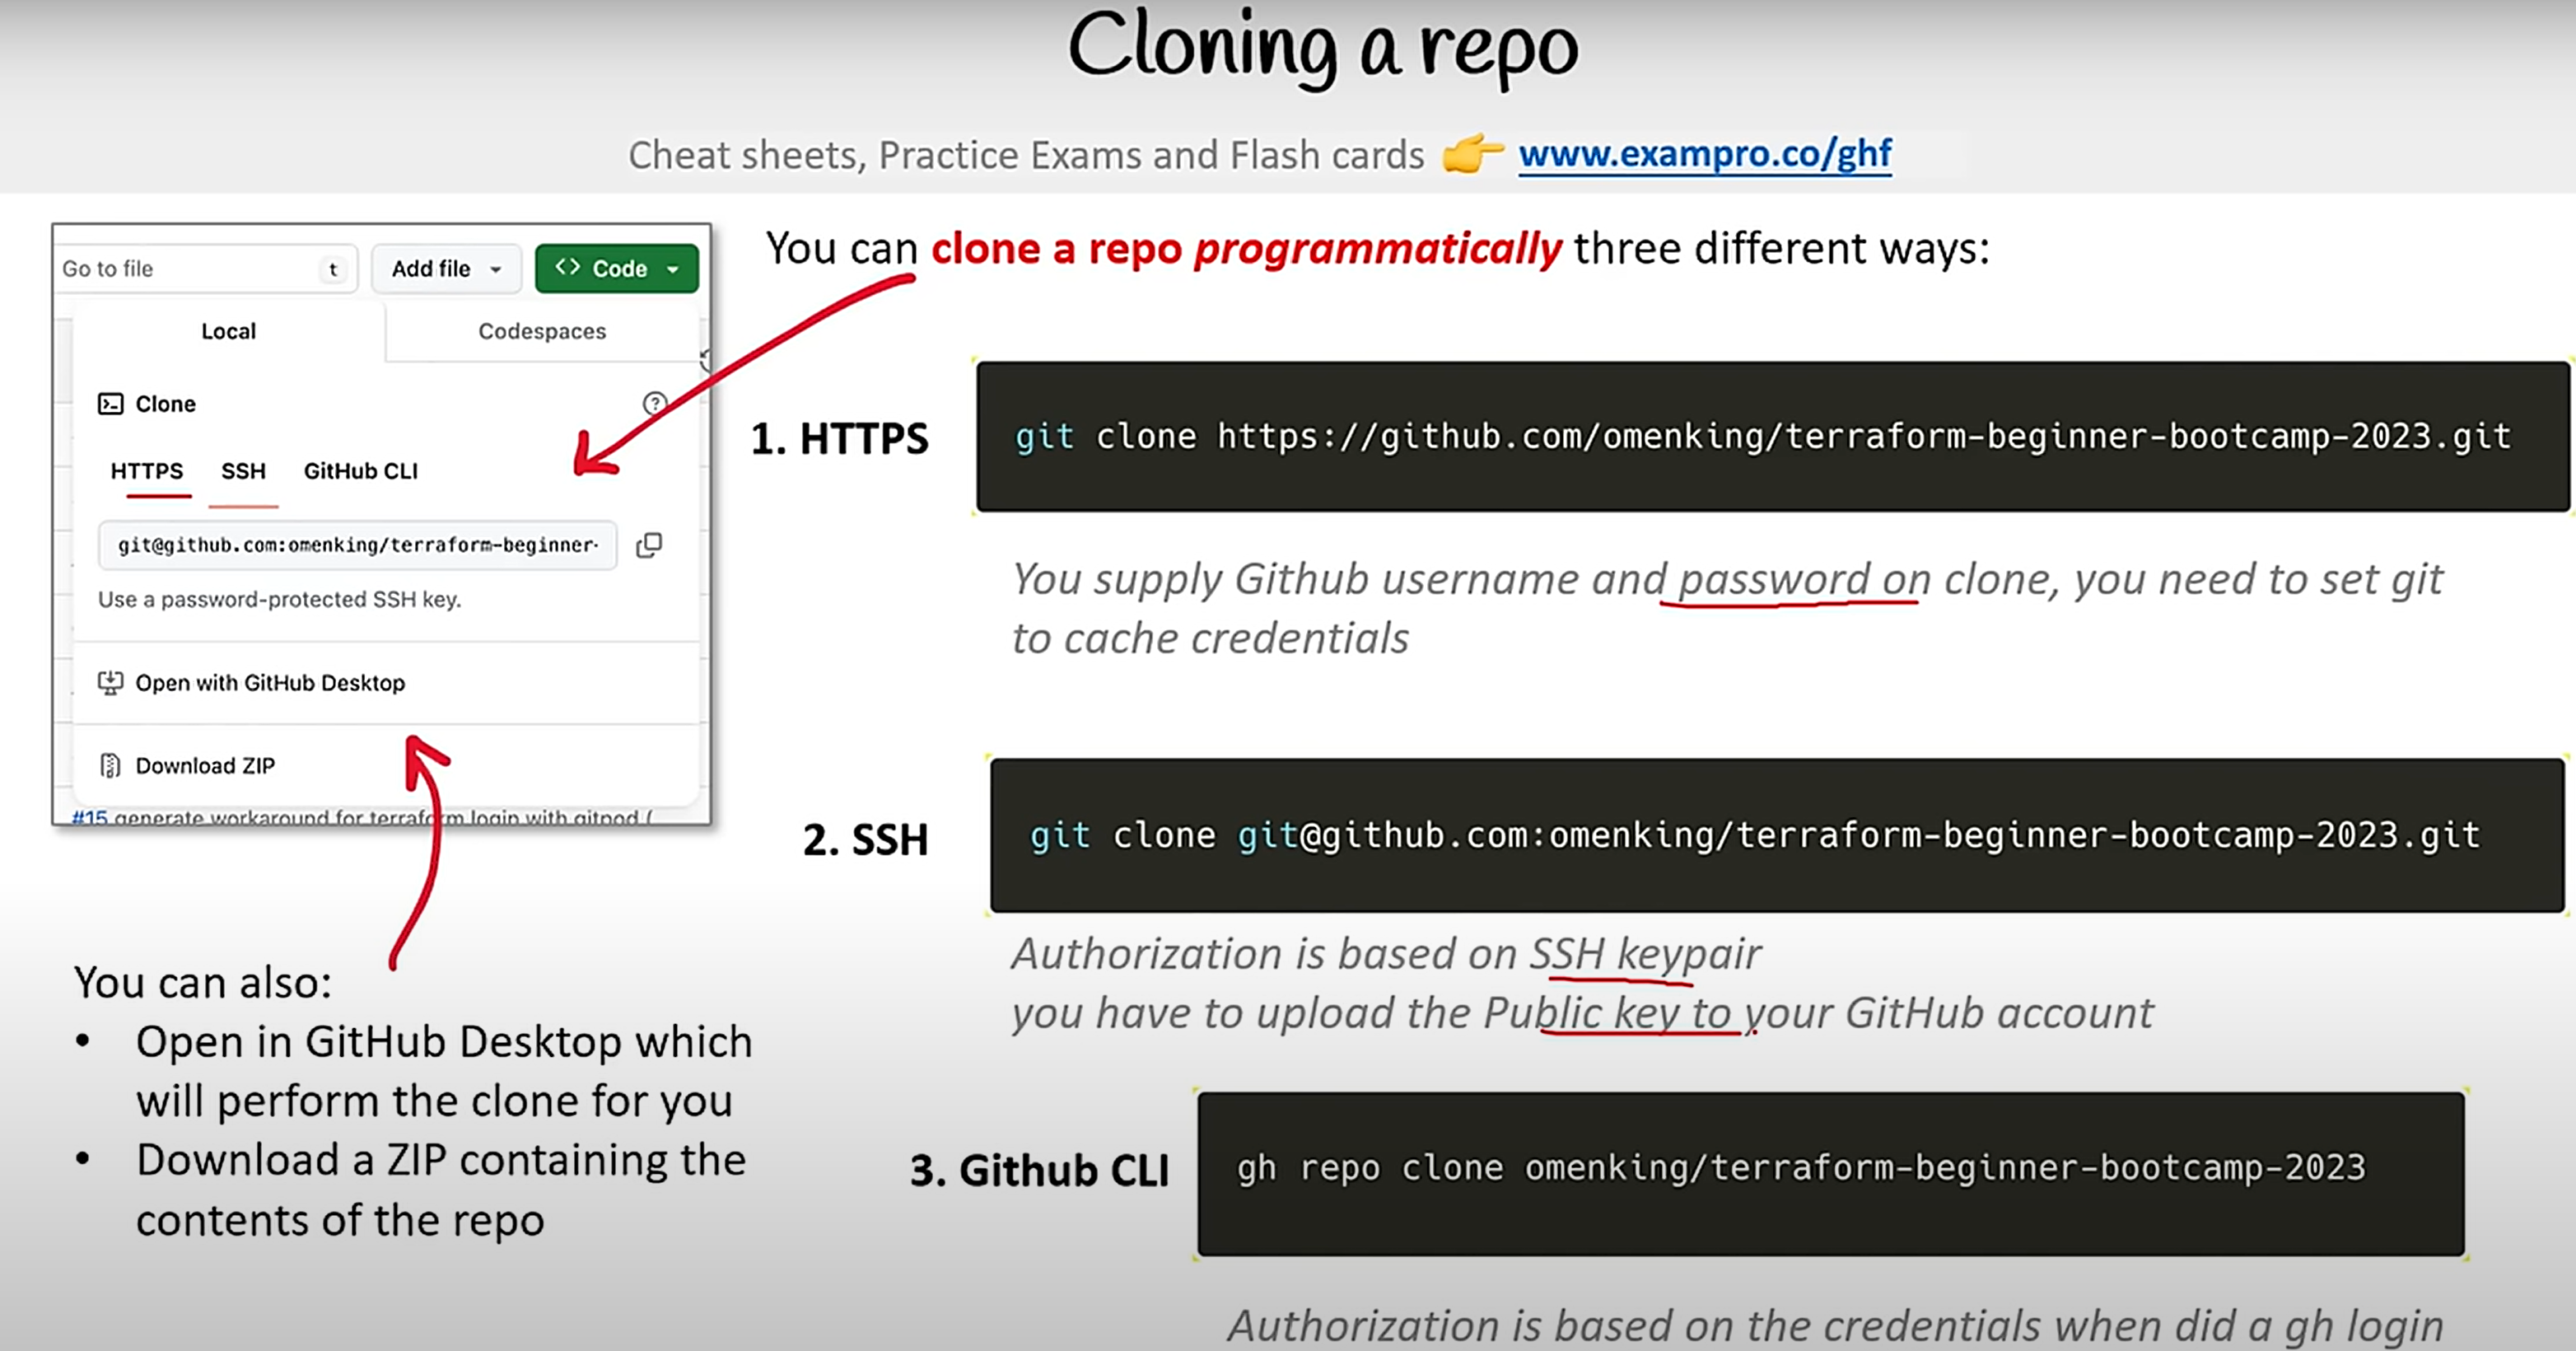 Cloning a repo
Cheat sheets, Practice Exams and Flash cards 👉 www.exampro.co/ghf
Go to file t Add file <> Code
Local Codespaces
Clone ?
HTTPS SSH GitHub CLI
git@github.com:omenking/terraform-beginner-
Use a password-protected SSH key.
Open with GitHub Desktop
Download ZIP
#15 generate workaround for terraform login with gitpod (
You can also:
• Open in GitHub Desktop which
will perform the clone for you
• Download a ZIP containing the
contents of the repo
You can clone a repo programmatically three different ways:
1. HTTPS
git clone https://github.com/omenking/terraform-beginner-bootcamp-2023.git
You supply Github username and password on clone, you need to set git
to cache credentials
2. SSH
git clone git@github.com:omenking/terraform-beginner-bootcamp-2023.git
Authorization is based on SSH keypair
you have to upload the Public key to your GitHub account
3. Github CLI
gh repo clone omenking/terraform-beginner-bootcamp-2023
Authorization is based on the credentials when did a gh login